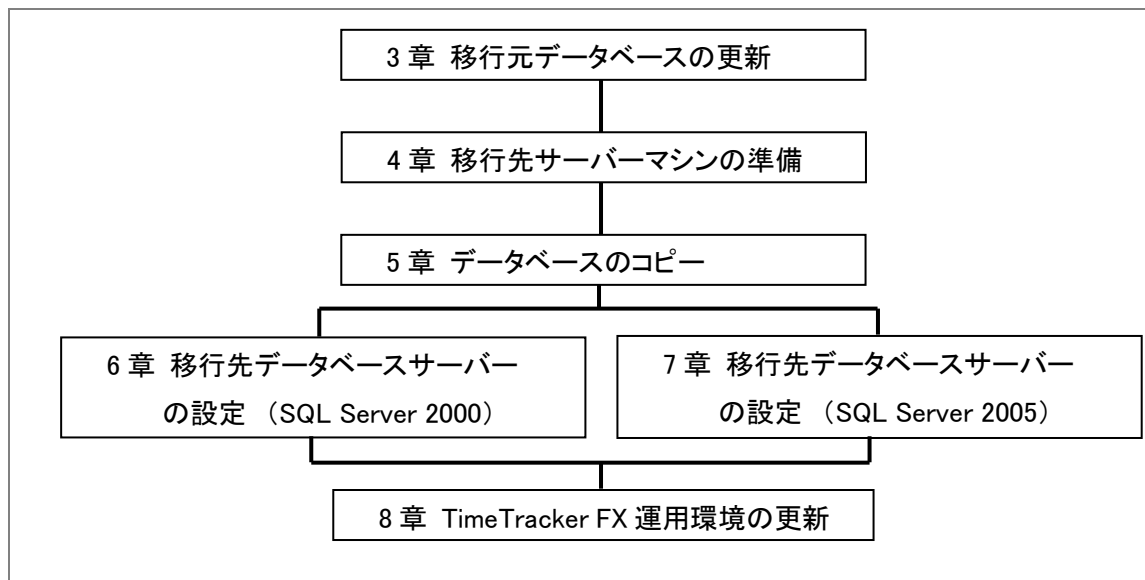 3 章 移行元データベースの更新
4 章 移行先サーバーマシンの準備
5 章 データベースのコピー
6 章 移行先データベースサーバー
の設定 (SQL Server 2000)
7 章 移行先データベースサーバー
の設定 (SQL Server 2005)
8 章 TimeTracker FX 運用環境の更新